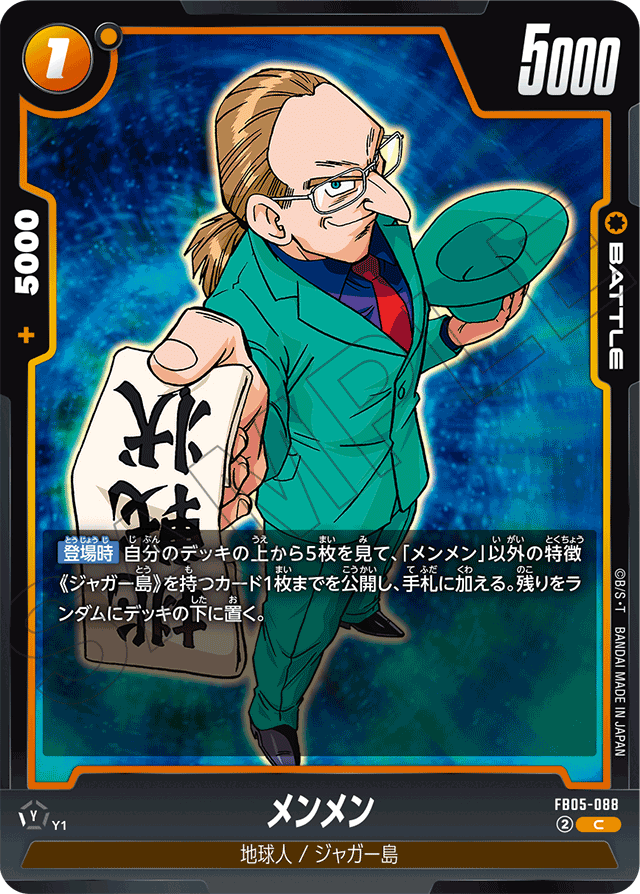 1
5000
+ 5000
BATTLE
挑戦状
SAMPLE
登場時 自分のデッキの上から5枚を見て、「メンメン」以外の特徴
《ジャガー島》を持つカード1枚までを公開し、手札に加える。残りをラ
ンダムにデッキの下に置く。
©B/S・T BANDAI MADE IN JAPAN
メンメン
FB05-088
Y Y1
② C
地球人 / ジャガー島